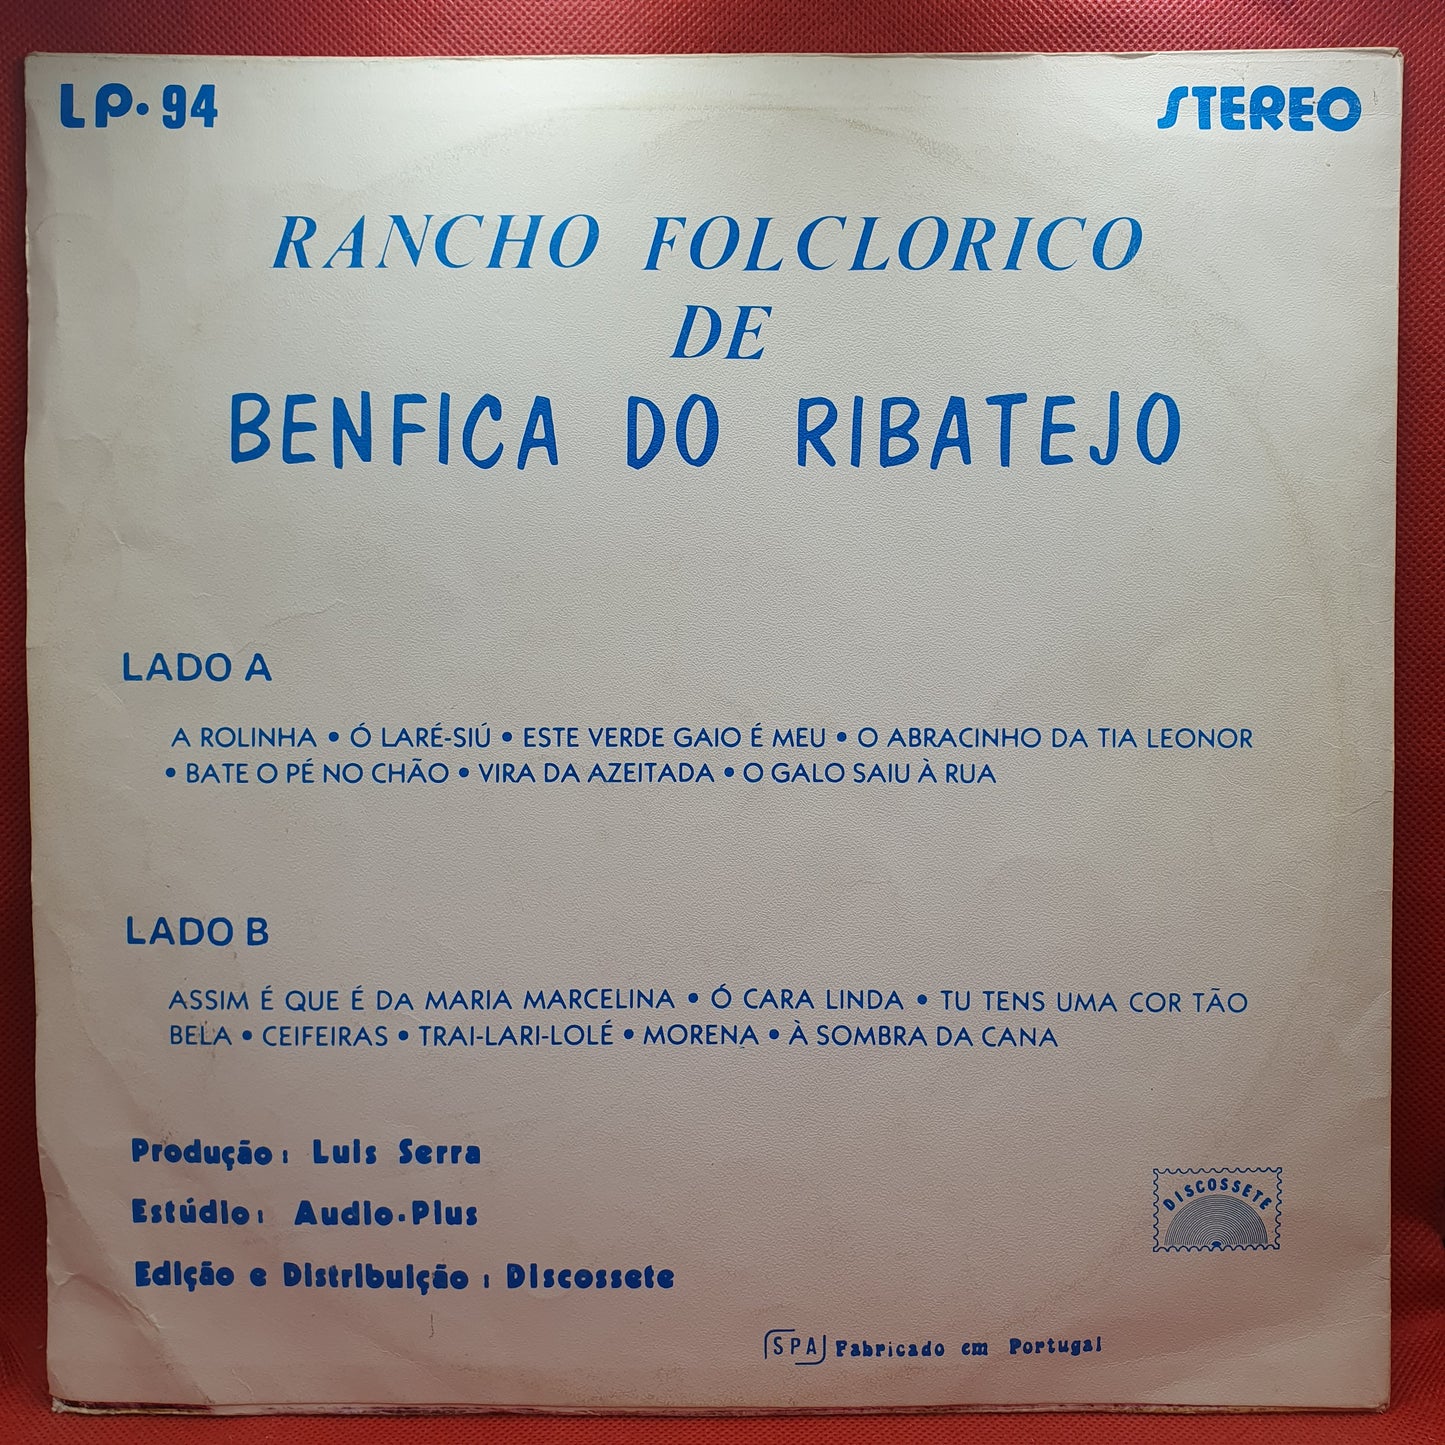 LP·94
STEREO
RANCHO FOLCLORICO
DE
BENFICA DO RIBATEJO
LADO A
A ROLINHA • Ó LARÉ-SIÚ • ESTE VERDE GAIO É MEU • O ABRACINHO DA TIA LEONOR
• BATE O PÉ NO CHÃO • VIRA DA AZEITADA • O GALO SAIU À RUA
LADO B
ASSIM É QUE É DA MARIA MARCELINA • Ó CARA LINDA • TU TENS UMA COR TÃO
BELA • CEIFEIRAS • TRAI-LARI-LOLÉ • MORENA • À SOMBRA DA CANA
Produção: Luis Serra
Estúdio: Audio-Plus
Edição e Distribuição: Discossete
DISCOSSETE
SPA Fabricado em Portugal